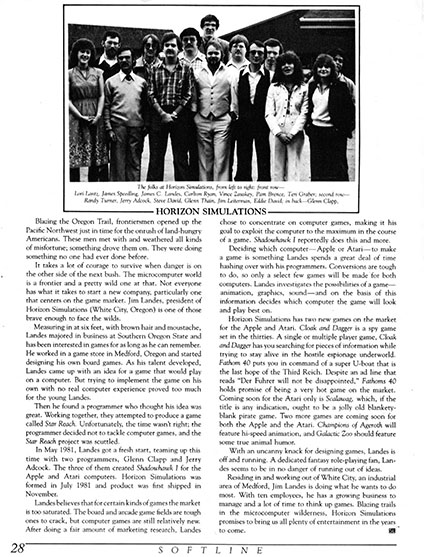 The folks at Horizon Simulations, from left to right: front row—
Lori Lantz, James Spredling, James C. Landes, Carlton Ryan, Vince Zauskey, Pam Brence, Tari Graber; second row—
Randy Turner, Jerry Adcock, Steve David, Glenn Thain, Jim Leiterman, Eddie David; in back—Glenn Clapp.
HORIZON SIMULATIONS
Blazing the Oregon Trail, frontiersmen opened up the
Pacific Northwest just in time for the onrush of land-hungry
Americans. These men met with and weathered all kinds
of misfortune; something drove them on. They were doing
something no one had ever done before.
It takes a lot of courage to survive when danger is on
the other side of the next bush. The microcomputer world
is a frontier and a pretty wild one at that. Not everyone
has what it takes to start a new company, particularly one
that centers on the game market. Jim Landes, president of
Horizon Simulations (White City, Oregon) is one of those
brave enough to face the wilds.
Measuring in at six feet, with brown hair and moustache,
Landes majored in business at Southern Oregon State and
has been interested in games for as long as he can remember.
He worked in a game store in Medford, Oregon and started
designing his own board games. As his talent developed,
Landes came up with an idea for a game that would play
on a computer. But trying to implement the game on his
own with no real computer experience proved too much
for the young Landes.
Then he found a programmer who thought his idea was
great. Working together, they attempted to produce a game
called Star Reach. Unfortunately, the time wasn't right; the
programmer decided not to tackle computer games, and the
Star Reach project was scuttled.
In May 1981, Landes got a fresh start, teaming up this
time with two programmers, Glenn Clapp and Jerry
Adcock. The three of them created Shadowhawk I for the
Apple and Atari computers. Horizon Simulations was
formed in July 1981 and product was first shipped in
November.
Landes believes that for certain kinds of games the market
is too saturated. The board and arcade game fields are tough
ones to crack, but computer games are still relatively new.
After doing a fair amount of marketing research, Landes
chose to concentrate on computer games, making it his
goal to exploit the computer to the maximum in the course
of a game. Shadowhawk I reportedly does this and more.
Deciding which computer—Apple or Atari—to make
a game is something Landes spends a great deal of time
hashing over with his programmers. Conversions are tough
to do, so only a select few games will be made for both
computers. Landes investigates the possibilities of a game—
animation, graphics, sound—and on the basis of this
information decides which computer the game will look
and play best on.
Horizon Simulations has two new games on the market
for the Apple and Atari. Cloak and Dagger is a spy game
set in the thirties. A single or multiple player game, Cloak
and Dagger has you searching for pieces of information while
trying to stay alive in the hostile espionage underworld.
Fathom 40 puts you in command of a super U-boat that is
the last hope of the Third Reich. Despite an ad line that
reads "Der Fuhrer will not be disappointed," Fathoms 40
holds promise of being a very hot game on the market.
Coming soon for the Atari only is Scalawag, which, if the
title is any indication, ought to be a jolly old blankety-
blank pirate game. Two more games are coming soon for
both the Apple and the Atari. Champions of Ageroth will
feature hi-speed animation, and Galactic Zoo should feature
some true animal humor.
With an uncanny knack for designing games, Landes is
off and running. A dedicated fantasy role-playing fan, Lan-
des seems to be in no danger of running out of ideas.
Residing in and working out of White City, an industrial
area of Medford, Jim Landes is doing what he wants to do
most. With ten employees, he has a growing business to
manage and a lot of time to think up games. Blazing trails
in the microcomputer wilderness, Horizon Simulations
promises to bring us all plenty of entertainment in the years
to come.
28
SOFTLINE